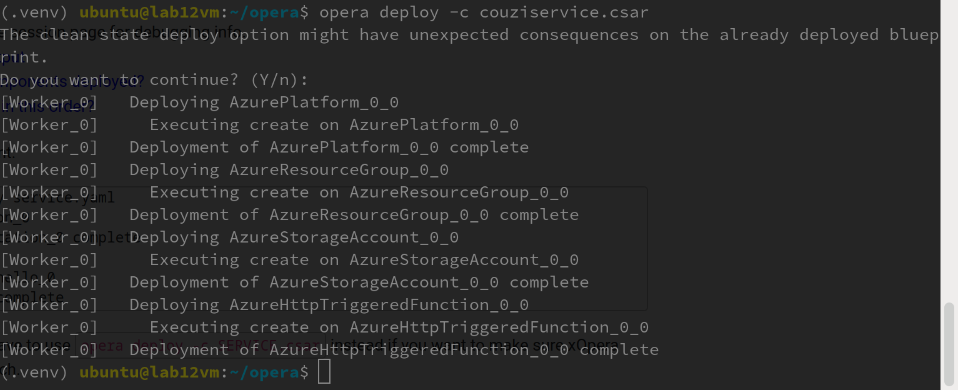 (.venv) ubuntu@lab12vm:~/opera$ opera deploy -c couziservice.csar
The clean state deploy option might have unexpected consequences on the already deployed bluep
rint.
Do you want to continue? (Y/n):
[Worker_0]   Deploying AzurePlatform_0_0
[Worker_0]     Executing create on AzurePlatform_0_0
[Worker_0]   Deployment of AzurePlatform_0_0 complete
[Worker_0]   Deploying AzureResourceGroup_0_0
[Worker_0]     Executing create on AzureResourceGroup_0_0
[Worker_0]   Deployment of AzureResourceGroup_0_0 complete
[Worker_0]   Deploying AzureStorageAccount_0_0
[Worker_0]     Executing create on AzureStorageAccount_0_0
[Worker_0]   Deployment of AzureStorageAccount_0_0 complete
[Worker_0]   Deploying AzureHttpTriggeredFunction_0_0
[Worker_0]     Executing create on AzureHttpTriggeredFunction_0_0
[Worker_0]   Deployment of AzureHttpTriggeredFunction_0_0 complete
(.venv) ubuntu@lab12vm:~/opera$